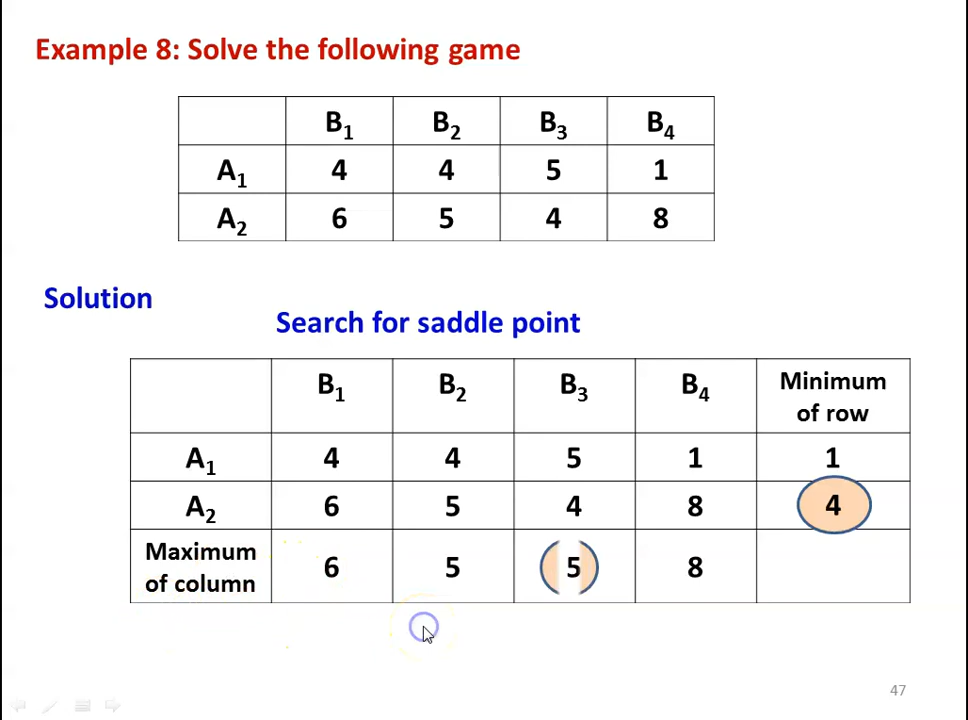 Example 8: Solve the following game
B₁ B₂ B₃ B₄
A₁ 4 4 5 1
A₂ 6 5 4 8
Solution
Search for saddle point
B₁ B₂ B₃ B₄ Minimum of row
A₁ 4 4 5 1 1
A₂ 6 5 4 8 4
Maximum of column 6 5 5 8
47